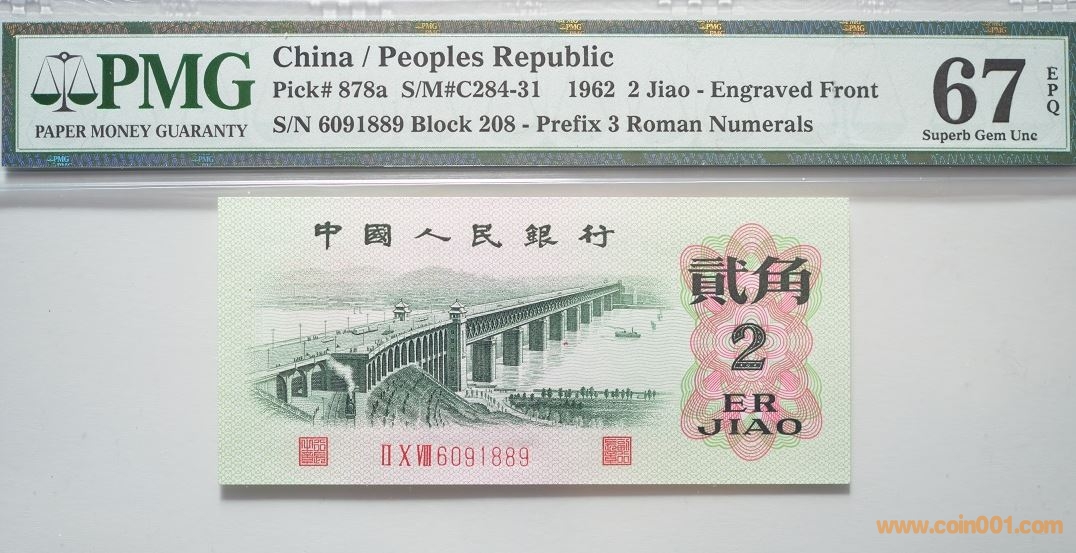 PMG
PAPER MONEY GUARANTY
China / Peoples Republic
Pick# 878a S/M#C284-31 1962 2 Jiao - Engraved Front
S/N 6091889 Block 208 - Prefix 3 Roman Numerals
67
EPQ
Superb Gem Unc
中國人民銀行
貳角
2
ER
JIAO
II X VIII 6091889
www.coin001.com